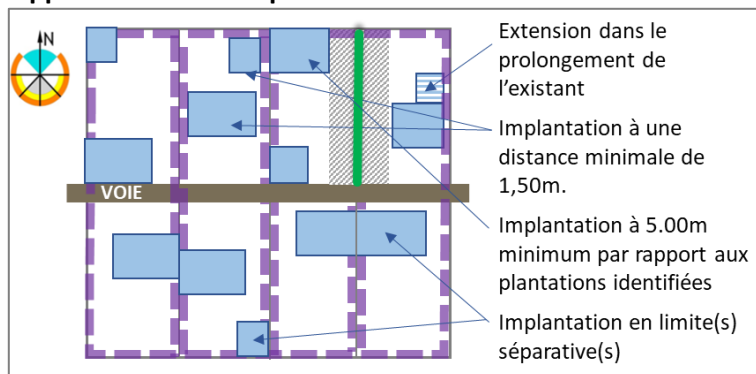 N
Extension dans le
prolongement de
l’existant
Implantation à une
distance minimale de
1,50m.
VOIE
Implantation à 5.00m
minimum par rapport aux
plantations identifiées
Implantation en limite(s)
séparative(s)